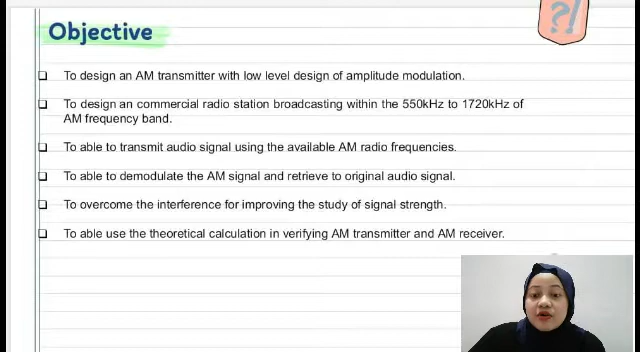 ?!
Objective
To design an AM transmitter with low level design of amplitude modulation.
To design an commercial radio station broadcasting within the 550kHz to 1720kHz of
AM frequency band.
To able to transmit audio signal using the available AM radio frequencies.
To able to demodulate the AM signal and retrieve to original audio signal.
To overcome the interference for improving the study of signal strength.
To able use the theoretical calculation in verifying AM transmitter and AM receiver.